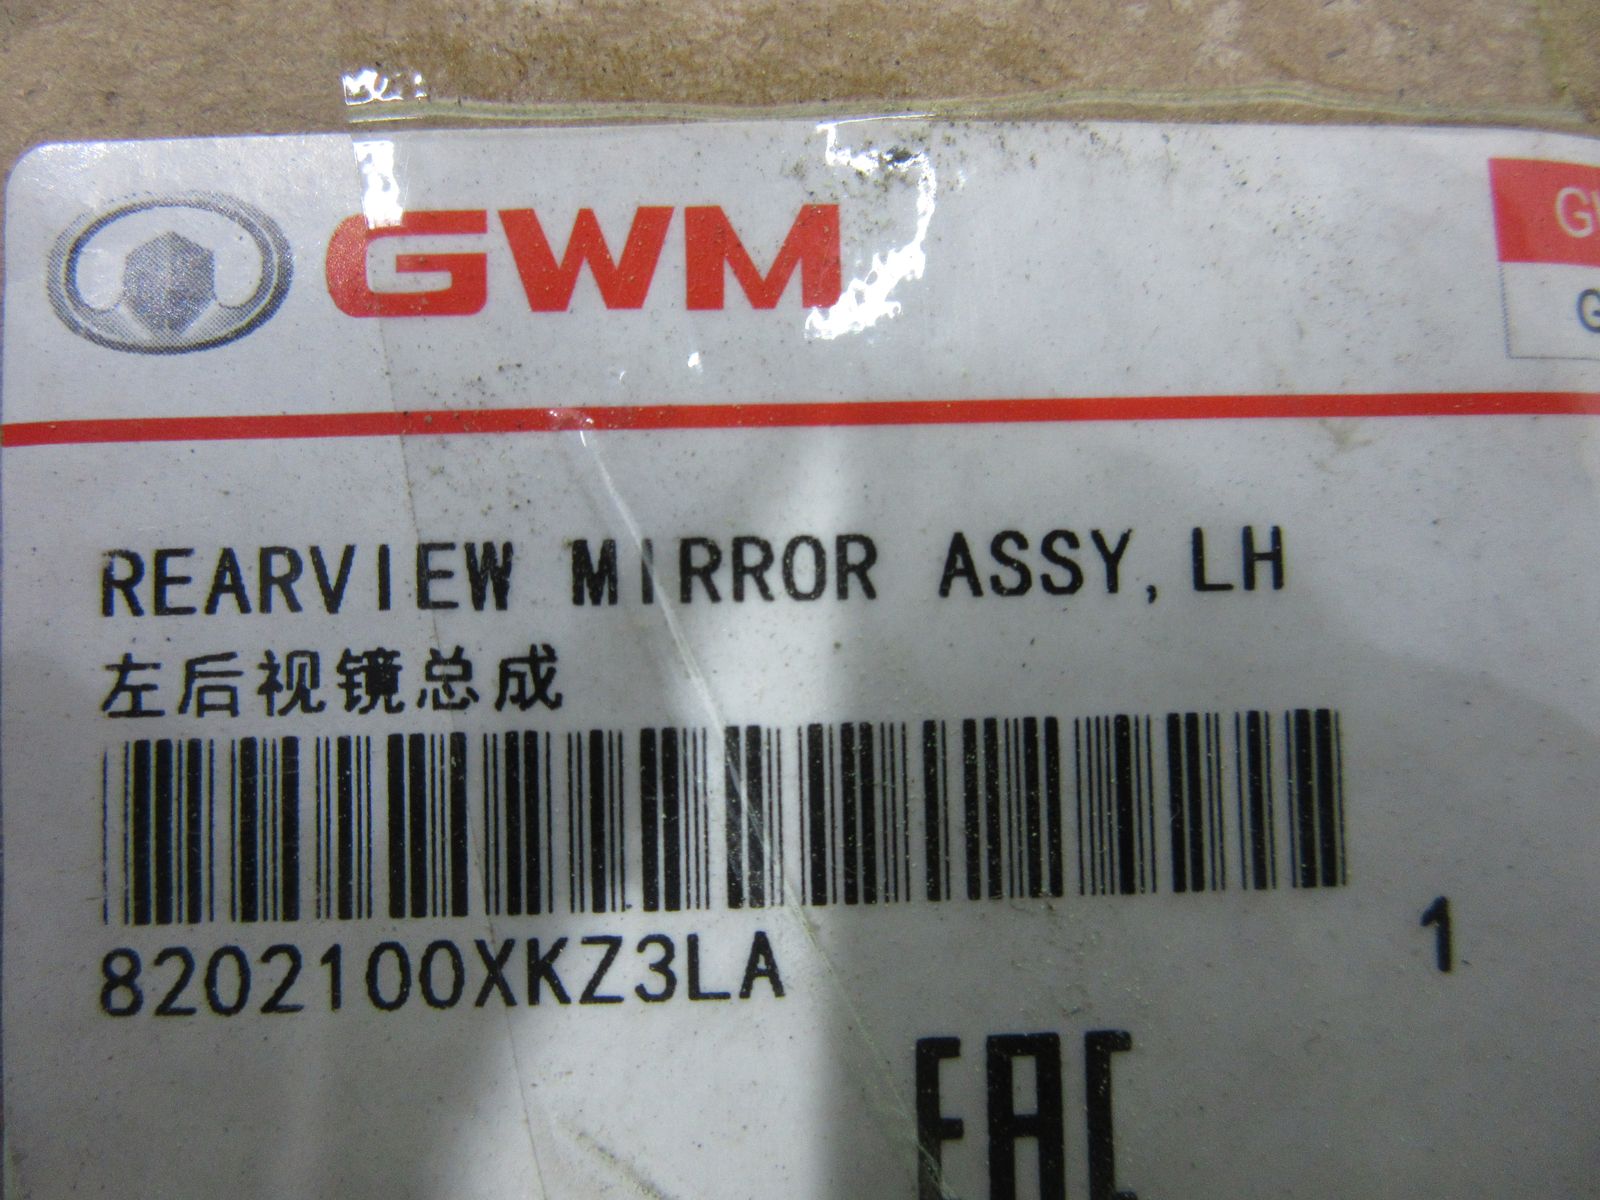 GWM
REARVIEW MIRROR ASSY, LH
左后视镜总成
8202100XKZ3LA
1
EAC